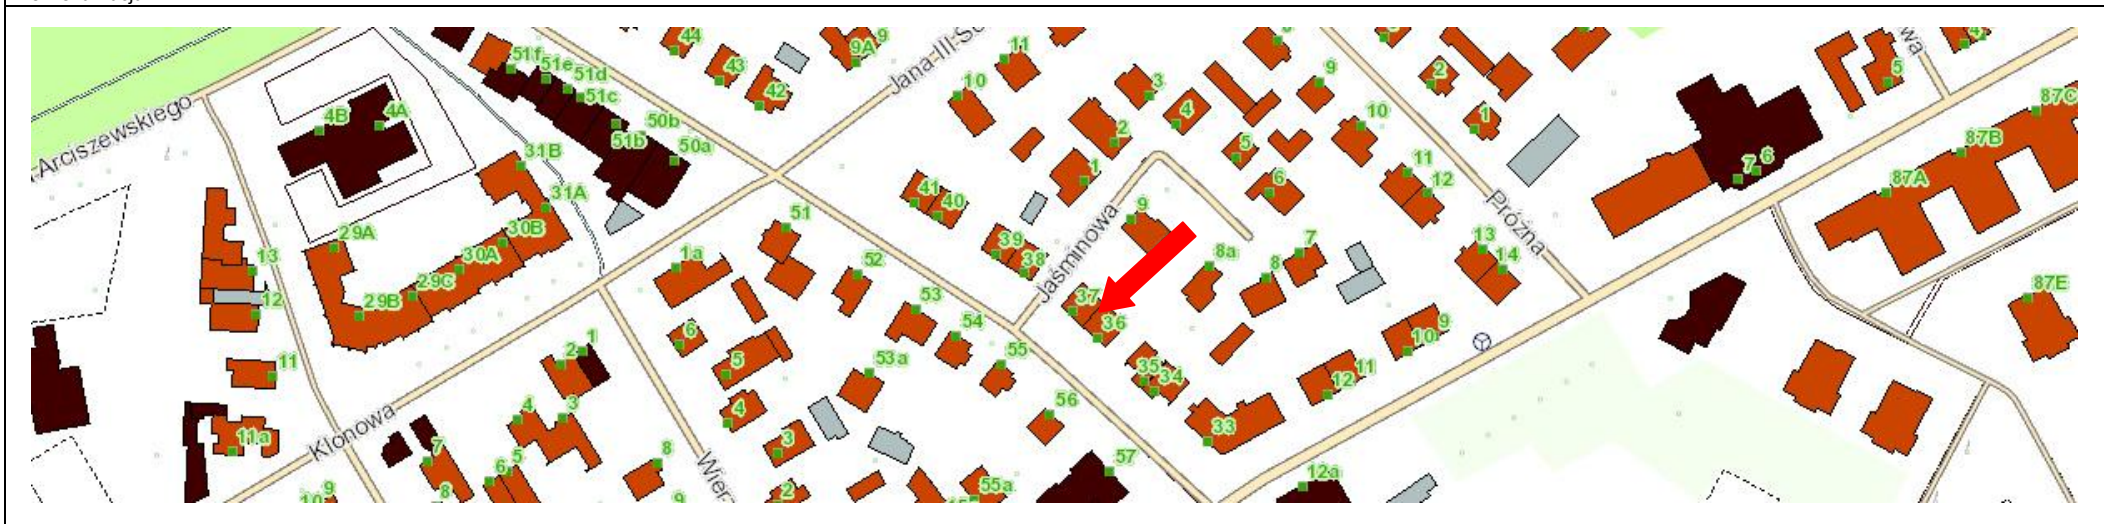 44
9A
9
Jana-III-So
11
51f
51e
51d
51c
43
42
10
3
9
2
5
4
87C
Arciszewskiego
4B
4A
50b
51b
50a
4
2
10
1
7
6
87B
31B
5
11
87A
31A
41
40
1
6
12
Próżna
29A
30B
51
9
Jaśminowa
13
30A
1a
39
38
8a
7
13
14
12
29B
29C
52
53
37
36
8
87E
6
54
9
10
11
2
1
5
53a
55
35
34
11
12
4
3
4
56
33
11a
Klonowa
3
7
6
5
8
Wierz
57
12a
10
9
8
9
2
55a